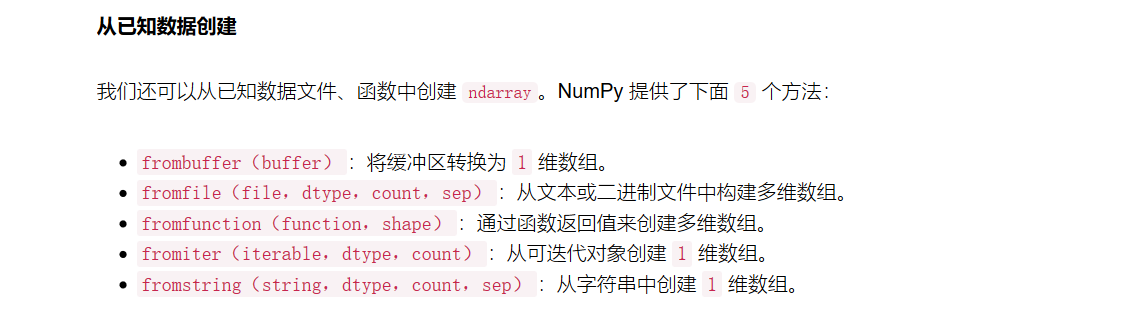 从已知数据创建
我们还可以从已知数据文件、函数中创建 ndarray。NumPy 提供了下面 5 个方法：
frombuffer（buffer）：将缓冲区转换为 1 维数组。
fromfile（file，dtype，count，sep）：从文本或二进制文件中构建多维数组。
fromfunction（function，shape）：通过函数返回值来创建多维数组。
fromiter（iterable，dtype，count）：从可迭代对象创建 1 维数组。
fromstring（string，dtype，count，sep）：从字符串中创建 1 维数组。